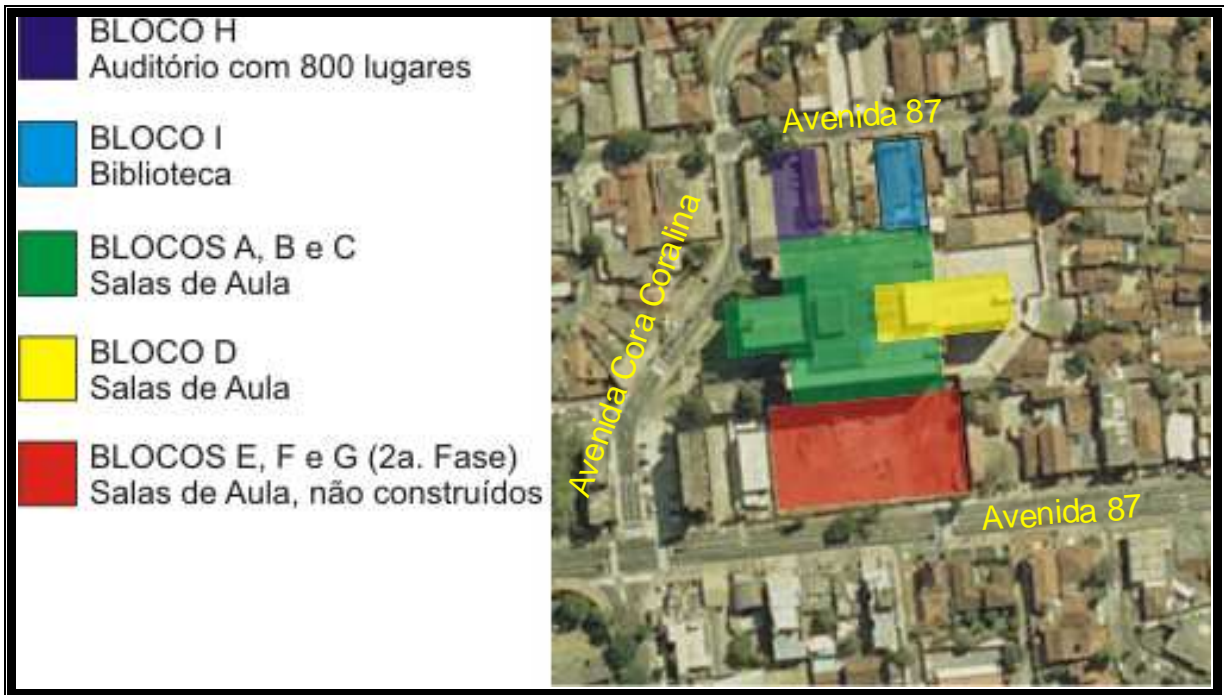 BLOCO H
Auditório com 800 lugares
BLOCO I
Biblioteca
BLOCOS A, B e C
Salas de Aula
BLOCO D
Salas de Aula
BLOCOS E, F e G (2a. Fase)
Salas de Aula, não construídos
Avenida 87
Avenida Cora Coralina
Avenida 87